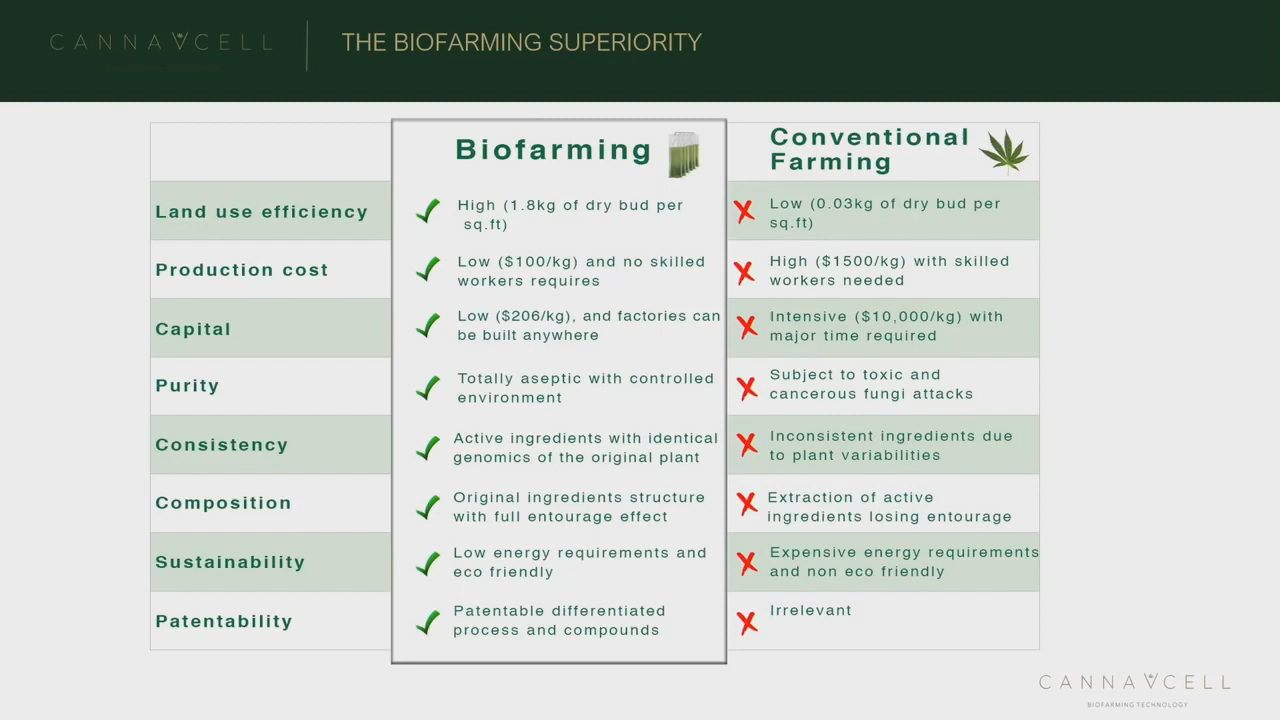 CANNAVCELL
THE BIOFARMING SUPERIORITY
Biofarming
Conventional
Farming
Land use efficiency
High (1.8kg of dry bud per
sq.ft)
Low (0.03kg of dry bud per
sq.ft)
Production cost
Low ($100/kg) and no skilled
workers requires
High ($1500/kg) with skilled
workers needed
Capital
Low ($206/kg), and factories can
be built anywhere
Intensive ($10,000/kg) with
major time required
Purity
Totally aseptic with controlled
environment
Subject to toxic and
cancerous fungi attacks
Consistency
Active ingredients with identical
genomics of the original plant
Inconsistent ingredients due
to plant variabilities
Composition
Original ingredients structure
with full entourage effect
Extraction of active
ingredients losing entourage
Sustainability
Low energy requirements and
eco friendly
Expensive energy requirements
and non eco friendly
Patentability
Patentable differentiated
process and compounds
Irrelevant
CANNAVCELL
BIOFARMING TECHNOLOGY